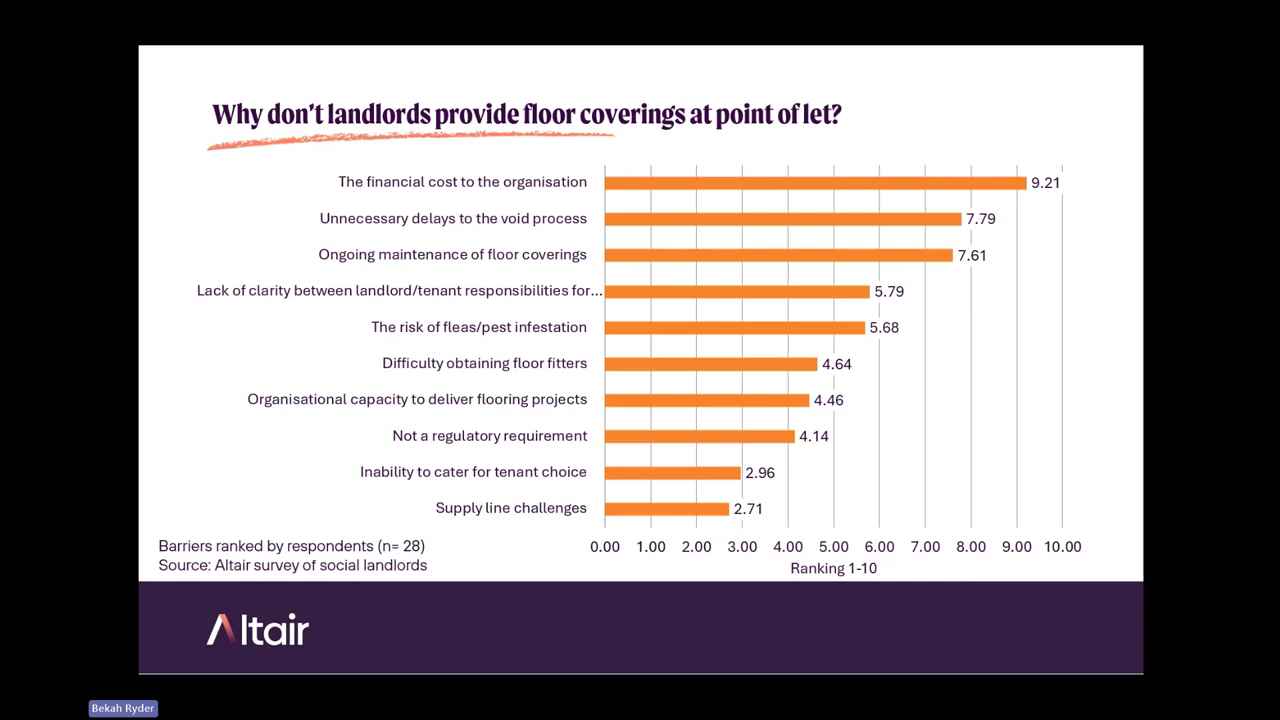 Why don't landlords provide floor coverings at point of let?
The financial cost to the organisation 9.21
Unnecessary delays to the void process 7.79
Ongoing maintenance of floor coverings 7.61
Lack of clarity between landlord/tenant responsibilities for... 5.79
The risk of fleas/pest infestation 5.68
Difficulty obtaining floor fitters 4.64
Organisational capacity to deliver flooring projects 4.46
Not a regulatory requirement 4.14
Inability to cater for tenant choice 2.96
Supply line challenges 2.71
0.00 1.00 2.00 3.00 4.00 5.00 6.00 7.00 8.00 9.00 10.00
Ranking 1-10
Barriers ranked by respondents (n= 28)
Source: Altair survey of social landlords
Altair
Bekah Ryder